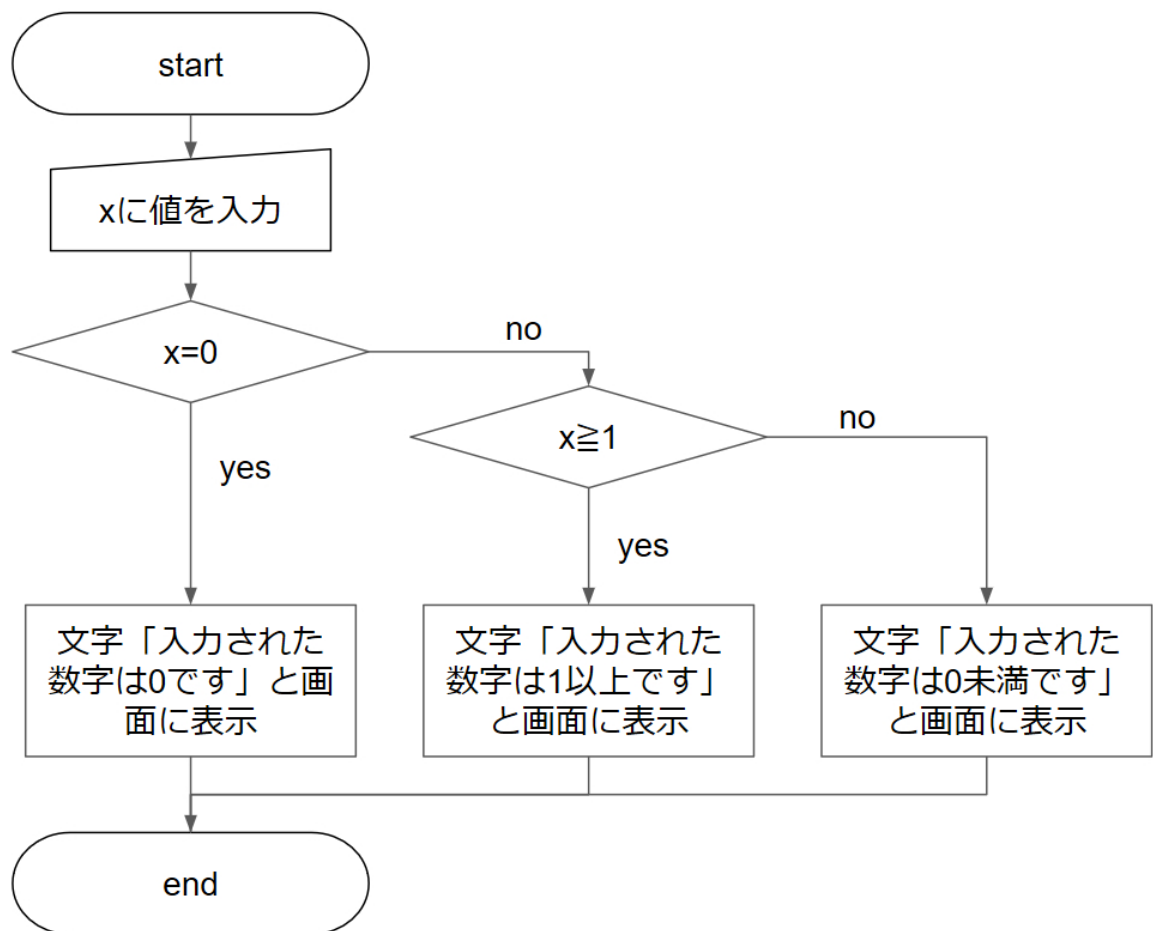 start
xに値を入力
x=0
no
x≧1
no
yes
yes
文字「入力された
数字は0です」と画
面に表示
文字「入力された
数字は1以上です」
と画面に表示
文字「入力された
数字は0未満です」
と画面に表示
end